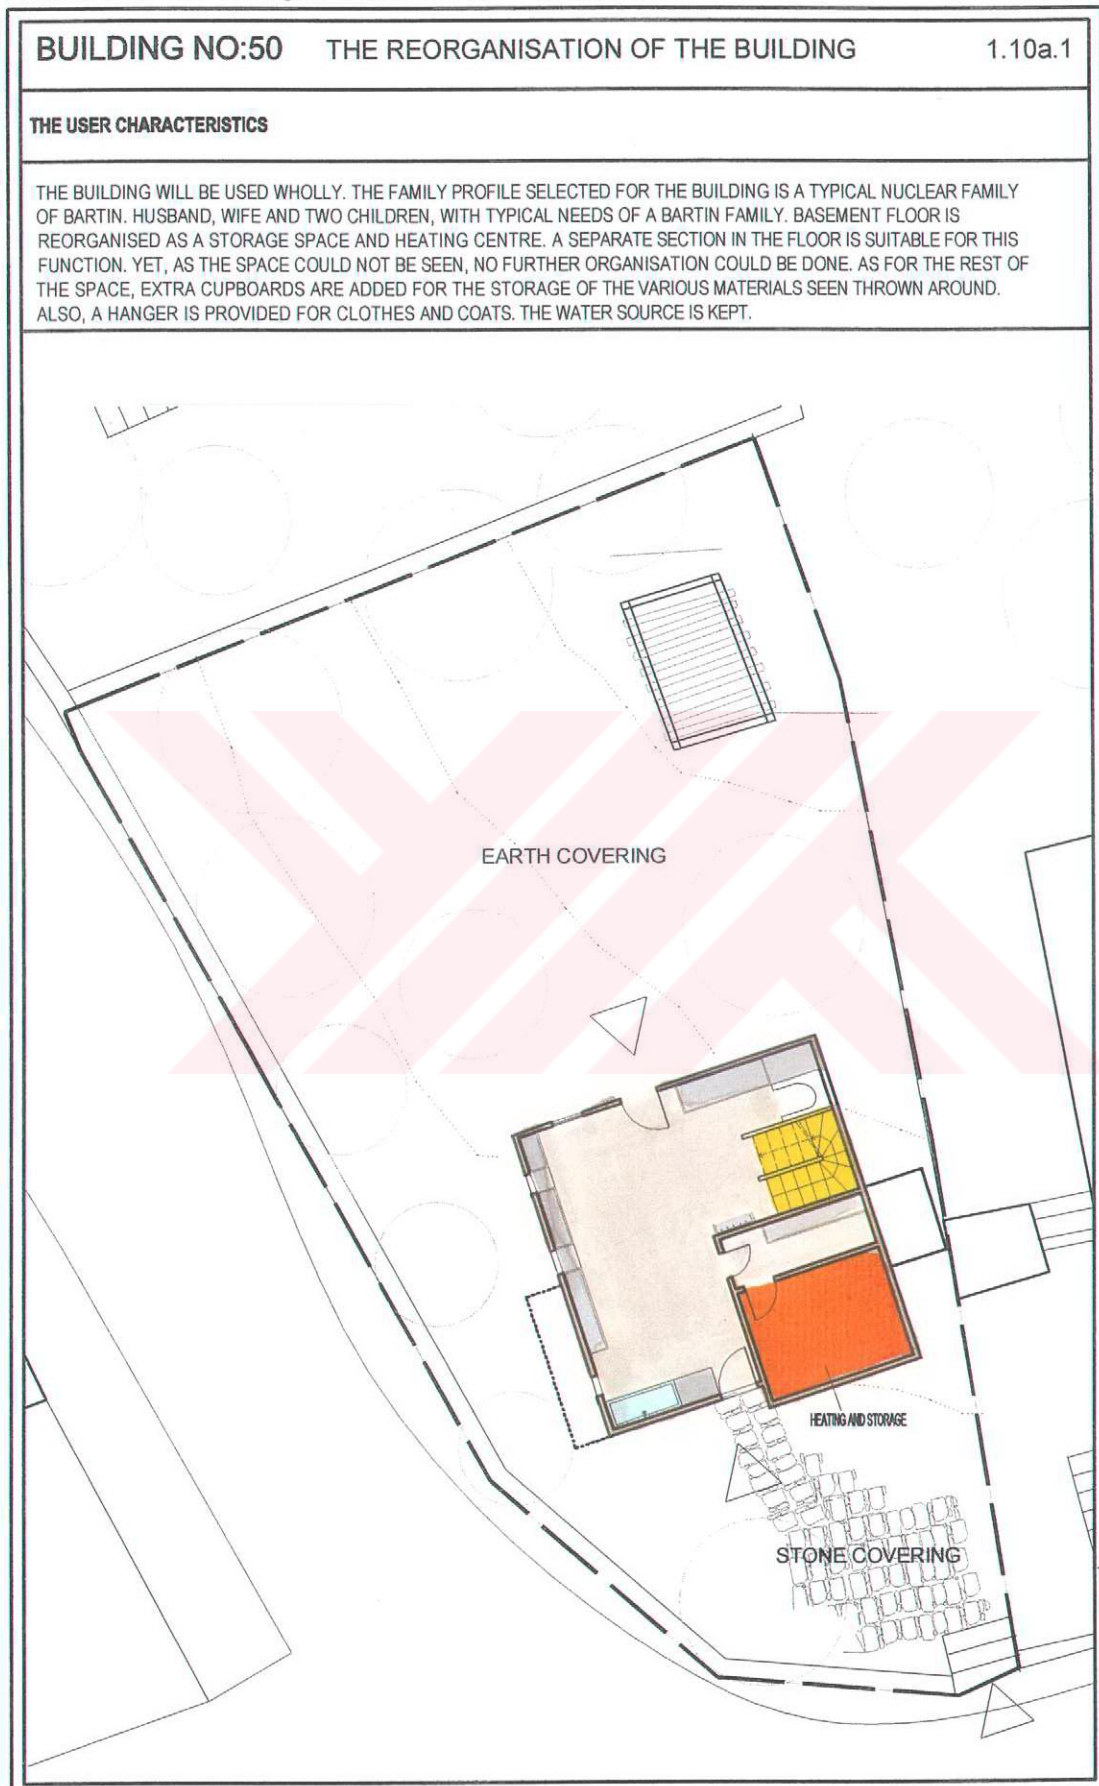 BUILDING NO:50 THE REORGANISATION OF THE BUILDING 1.10a.1
THE USER CHARACTERISTICS
THE BUILDING WILL BE USED WHOLLY. THE FAMILY PROFILE SELECTED FOR THE BUILDING IS A TYPICAL NUCLEAR FAMILY
OF BARTIN. HUSBAND, WIFE AND TWO CHILDREN, WITH TYPICAL NEEDS OF A BARTIN FAMILY. BASEMENT FLOOR IS
REORGANISED AS A STORAGE SPACE AND HEATING CENTRE. A SEPARATE SECTION IN THE FLOOR IS SUITABLE FOR THIS
FUNCTION. YET, AS THE SPACE COULD NOT BE SEEN, NO FURTHER ORGANISATION COULD BE DONE. AS FOR THE REST OF
THE SPACE, EXTRA CUPBOARDS ARE ADDED FOR THE STORAGE OF THE VARIOUS MATERIALS SEEN THROWN AROUND.
ALSO, A HANGER IS PROVIDED FOR CLOTHES AND COATS. THE WATER SOURCE IS KEPT.
EARTH COVERING
HEATING AND STORAGE
STONE COVERING